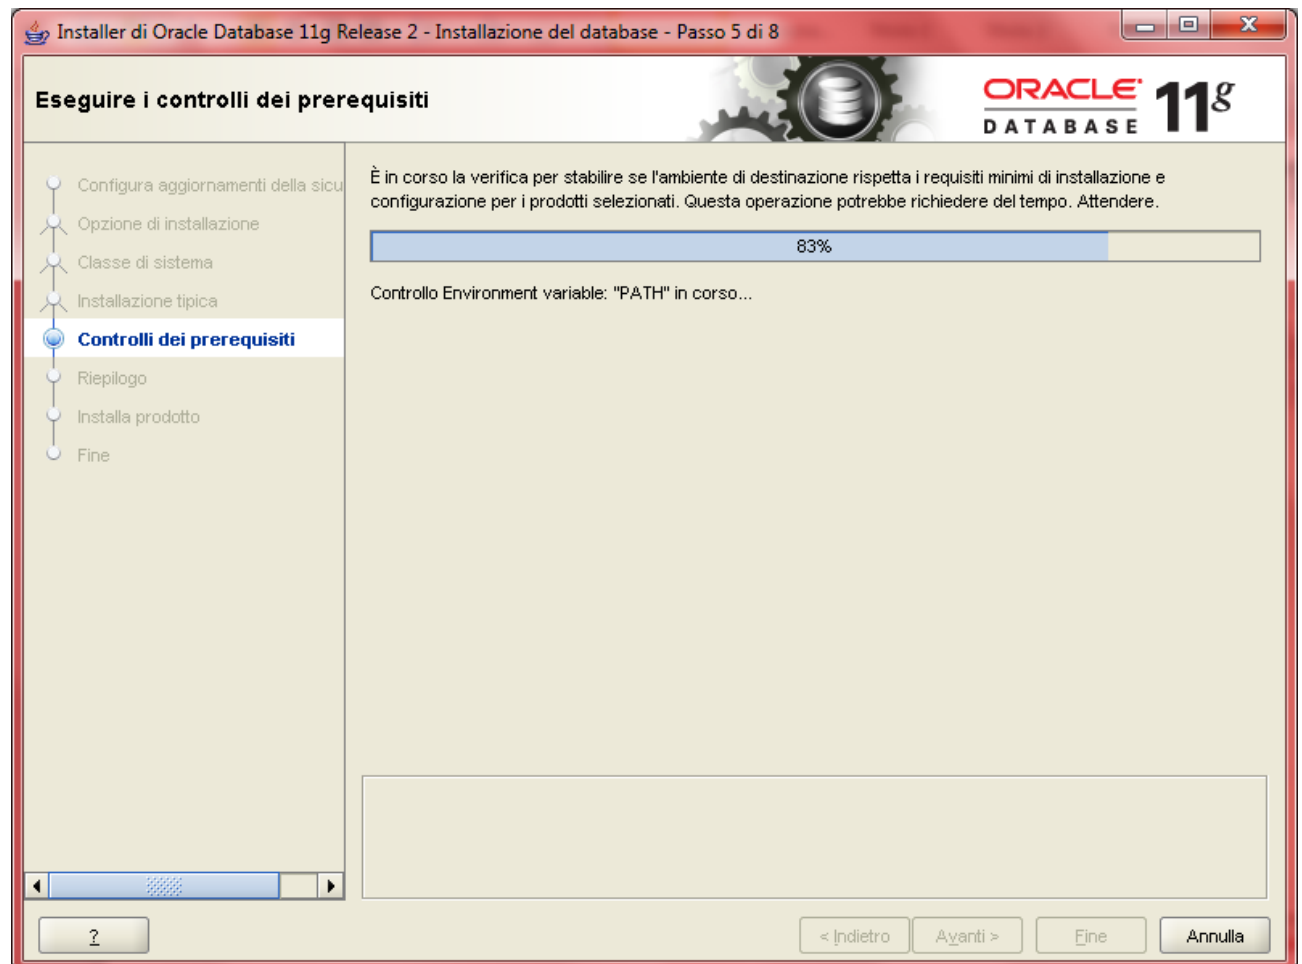 Installer di Oracle Database 11g Release 2 - Installazione del database - Passo 5 di 8
Eseguire i controlli dei prerequisiti
ORACLE
DATABASE
11g
Configura aggiornamenti della sicu
Opzione di installazione
Classe di sistema
Installazione tipica
Controlli dei prerequisiti
Riepilogo
Installa prodotto
Fine
È in corso la verifica per stabilire se l'ambiente di destinazione rispetta i requisiti minimi di installazione e
configurazione per i prodotti selezionati. Questa operazione potrebbe richiedere del tempo. Attendere.
83%
Controllo Environment variable: "PATH" in corso...
?
< Indietro
Avanti >
Fine
Annulla